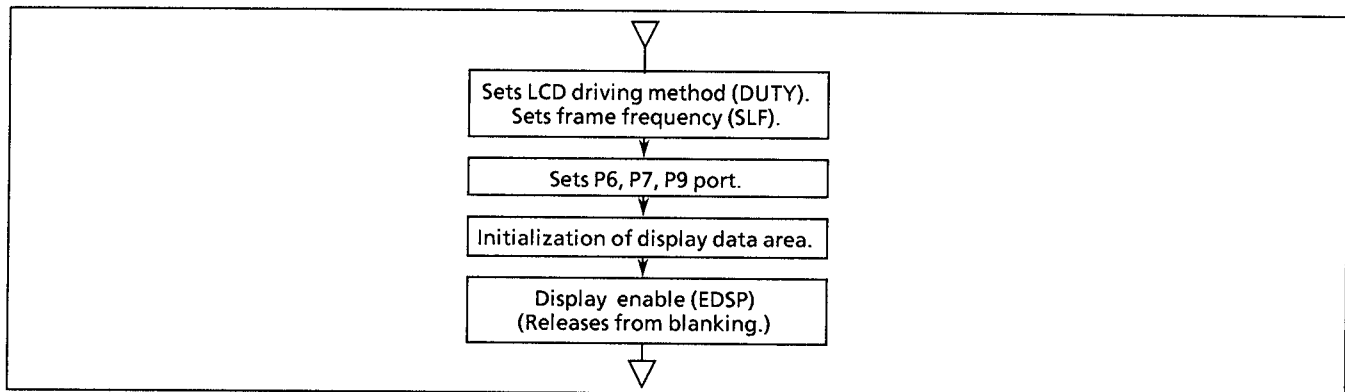 Sets LCD driving method (DUTY).
Sets frame frequency (SLF).
Sets P6, P7, P9 port.
Initialization of display data area.
Display enable (EDSP)
(Releases from blanking.)